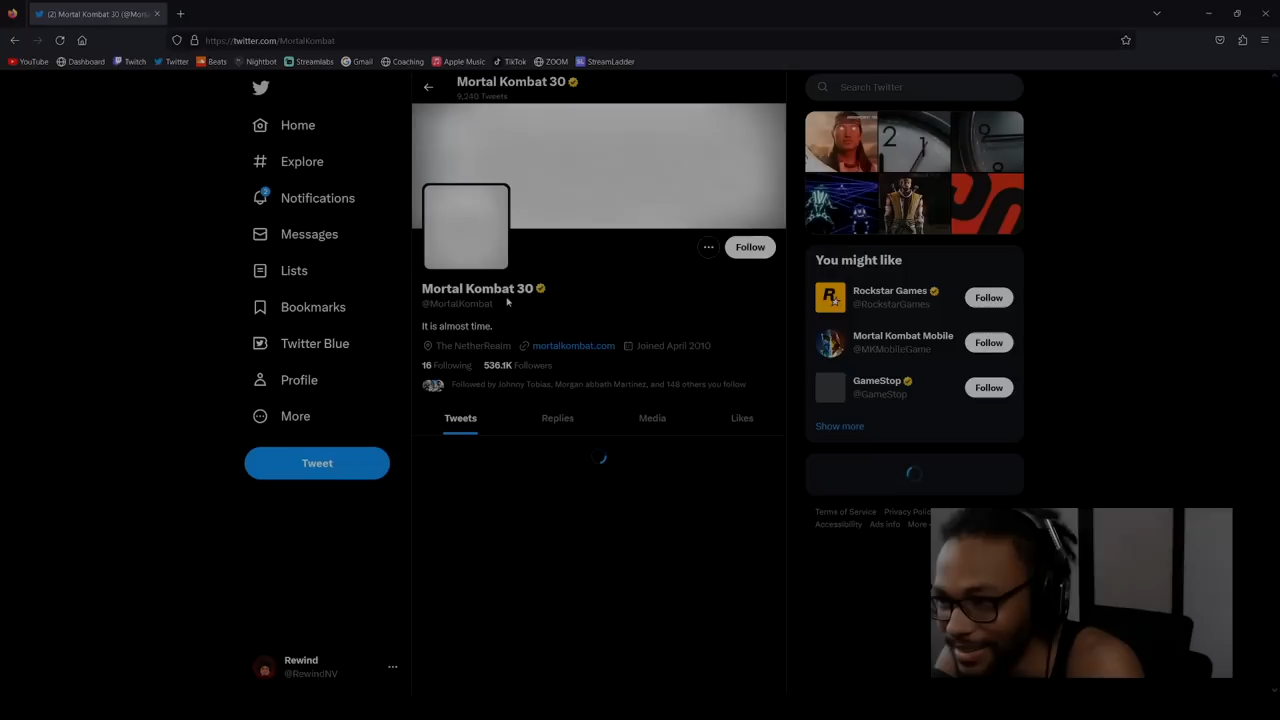 (2) Mortal Kombat 30 (@Morta
https://twitter.com/MortalKombat
YouTube Dashboard Twitch Twitter Beats Nightbot Streamlabs Gmail Coaching Apple Music TikTok ZOOM StreamLadder
Mortal Kombat 30
9,240 Tweets
Home
Explore
2
Notifications
Messages
Lists
Bookmarks
Twitter Blue
Profile
More
Tweet
Rewind
@RewindNV
Follow
Mortal Kombat 30
@MortalKombat
It is almost time.
The NetherRealm mortalkombat.com Joined April 2010
16 Following 536.1K Followers
Followed by Johnny Tobias, Morgan abbath Martinez, and 148 others you follow
Tweets Replies Media Likes
Search Twitter
2 1
9
You might like
Rockstar Games
@RockstarGames
Follow
Mortal Kombat Mobile
@MKMobileGame
Follow
GameStop
@GameStop
Follow
Show more
Terms of Service Privacy Polic
Accessibility Ads info More